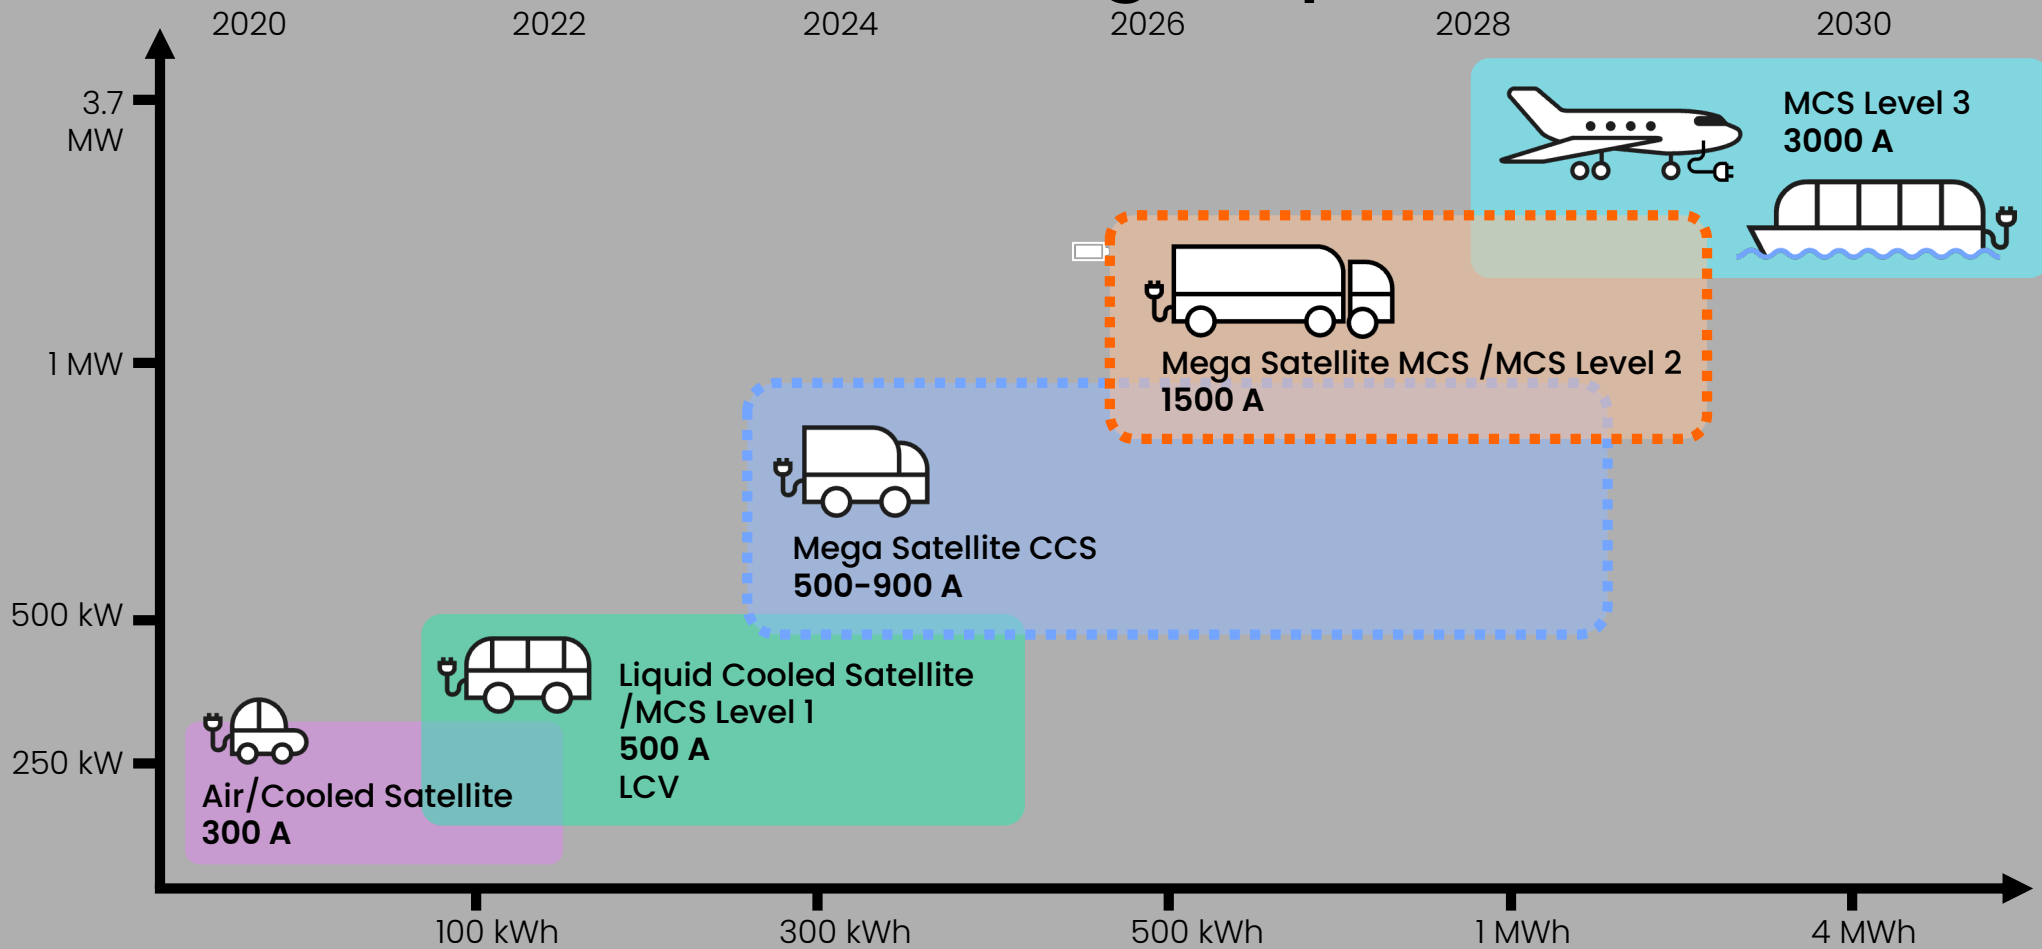 2020 2022 2024 2026 2028 2030
3.7
MW
1 MW
500 kW
250 kW
MCS Level 3
3000 A
Mega Satellite MCS /MCS Level 2
1500 A
Mega Satellite CCS
500-900 A
Liquid Cooled Satellite
/MCS Level 1
500 A
LCV
Air/Cooled Satellite
300 A
100 kWh 300 kWh 500 kWh 1 MWh 4 MWh